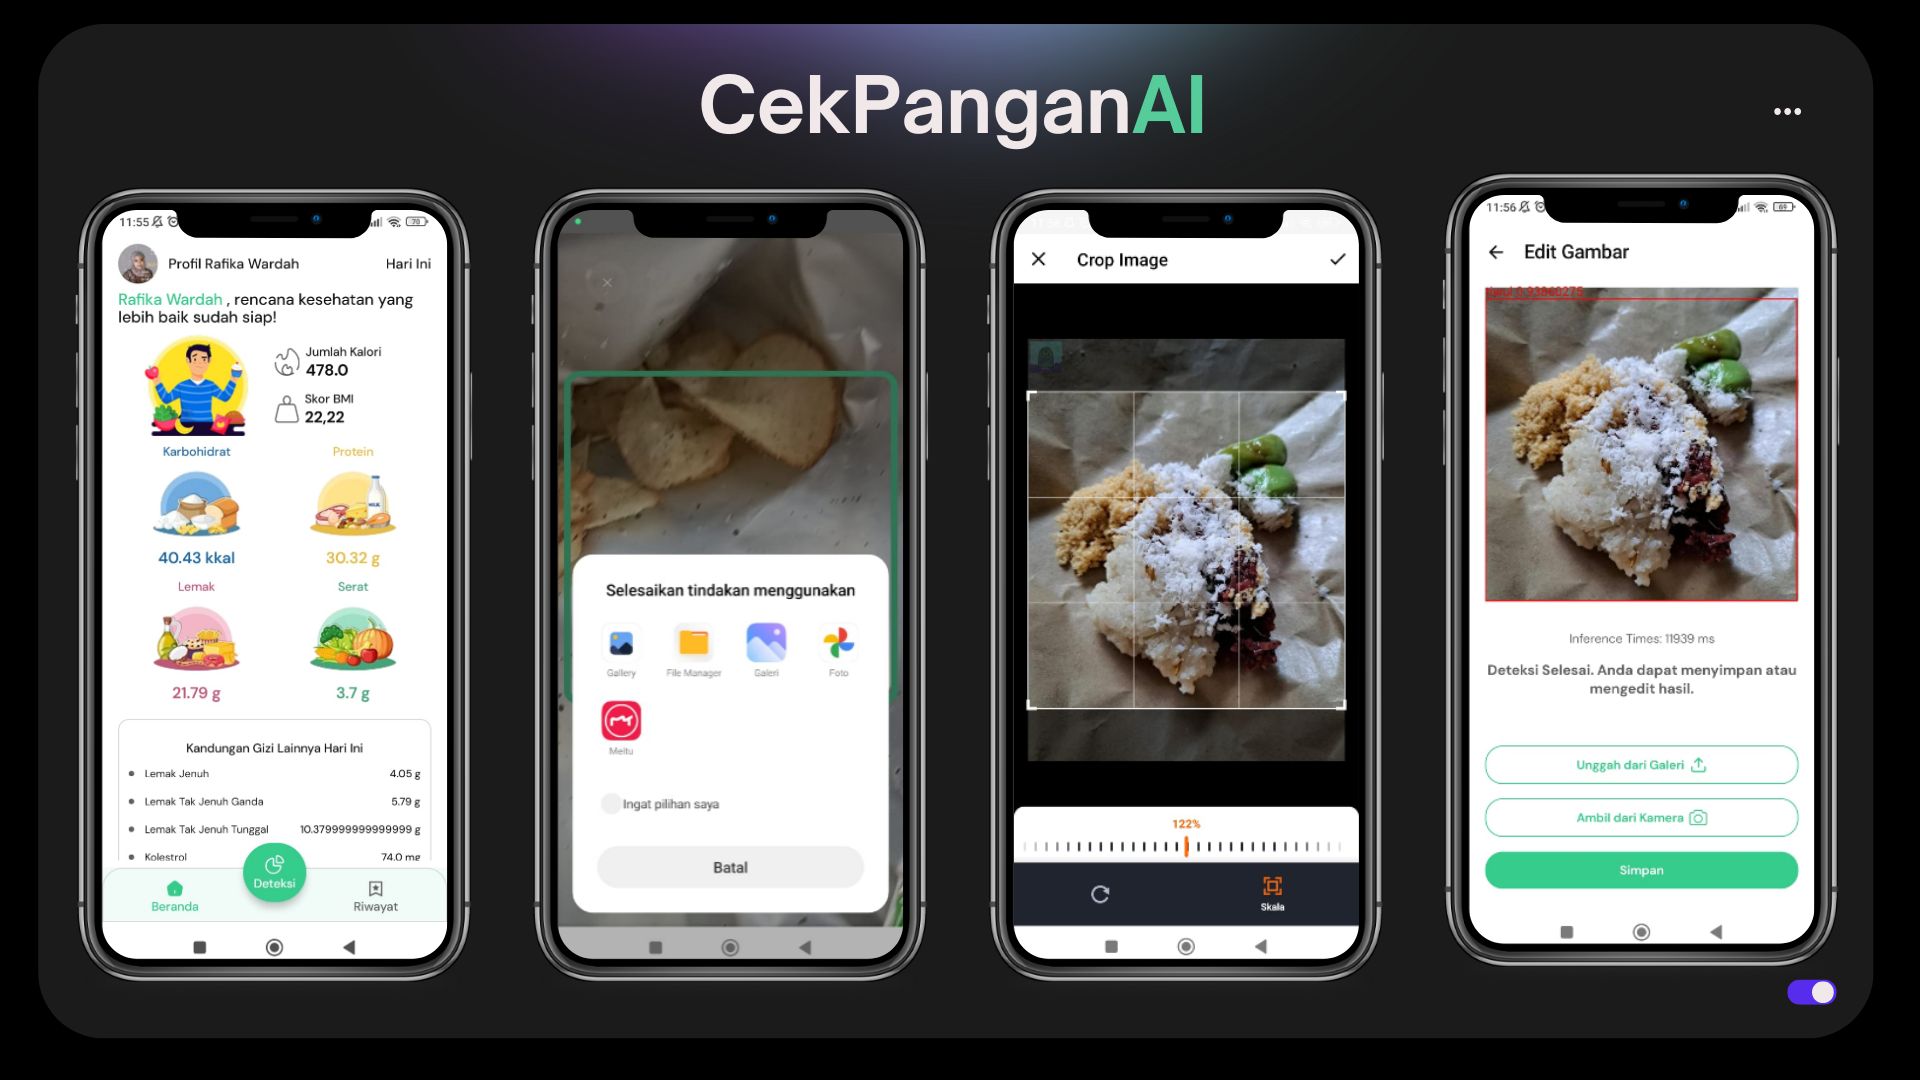 CekPanganAI
11:55
70
Profil Rafika Wardah
Hari Ini
Rafika Wardah , rencana kesehatan yang
lebih baik sudah siap!
Jumlah Kalori
478.0
Skor BMI
22,22
Karbohidrat
Protein
MILK
40.43 kkal
30.32 g
Lemak
Serat
21.79 g
3.7 g
Kandungan Gizi Lainnya Hari Ini
Lemak Jenuh
4.05 g
Lemak Tak Jenuh Ganda
5.79 g
Lemak Tak Jenuh Tunggal
10.379999999999999 g
Kolestrol
74.0 mg
Deteksi
Beranda
Riwayat
Selesaikan tindakan menggunakan
Gallery
File Manager
Galeri
Foto
Meitu
Ingat pilihan saya
Batal
Crop Image
122%
Skala
11:56
69
Edit Gambar
Inference Times: 11939 ms
Deteksi Selesai. Anda dapat menyimpan atau
mengedit hasil.
Unggah dari Galeri
Ambil dari Kamera
Simpan